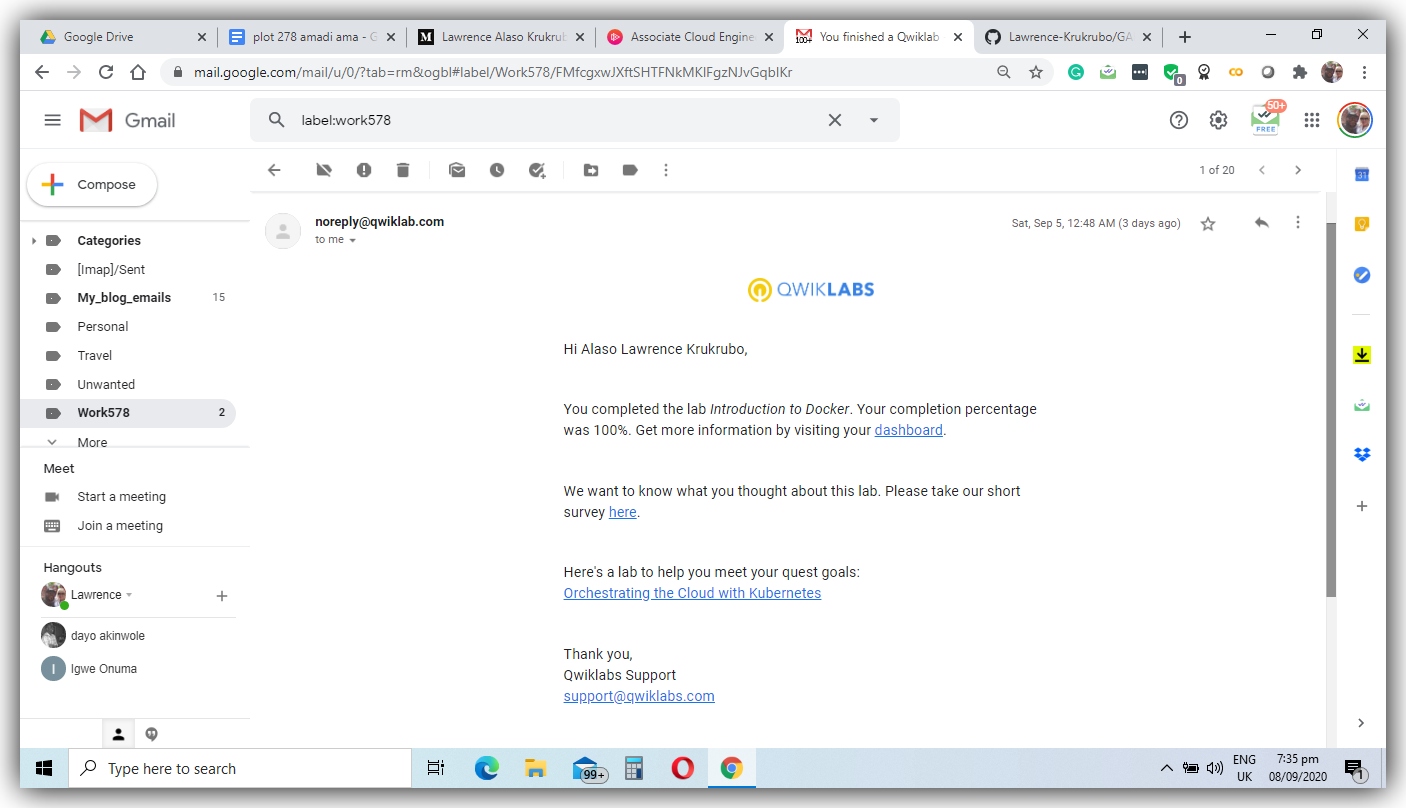 Google Drive
plot 278 amadi ama - G
M
Lawrence Alaso Krukrub
Associate Cloud Engine
100+
You finished a Qwiklab
Lawrence-Krukrubo/GA
mail.google.com/mail/u/0/?tab=rm&ogbl#label/Work578/FMfcgxwJXftSHTFNkMKlFgzNJvGqbIKr
0
Gmail
label:work578
50+
FREE
Compose
1 of 20
31
Categories
[Imap]/Sent
My_blog_emails 15
Personal
Travel
Unwanted
Work578 2
More
Meet
Start a meeting
Join a meeting
Hangouts
Lawrence
dayo akinwole
I Igwe Onuma
noreply@qwiklab.com
to me
Sat, Sep 5, 12:48 AM (3 days ago)
QWIKLABS
Hi Alaso Lawrence Krukrubo,
You completed the lab Introduction to Docker. Your completion percentage
was 100%. Get more information by visiting your dashboard.
We want to know what you thought about this lab. Please take our short
survey here.
Here's a lab to help you meet your quest goals:
Orchestrating the Cloud with Kubernetes
Thank you,
Qwiklabs Support
support@qwiklabs.com
Type here to search
99+
ENG
UK
7:35 pm
08/09/2020
1